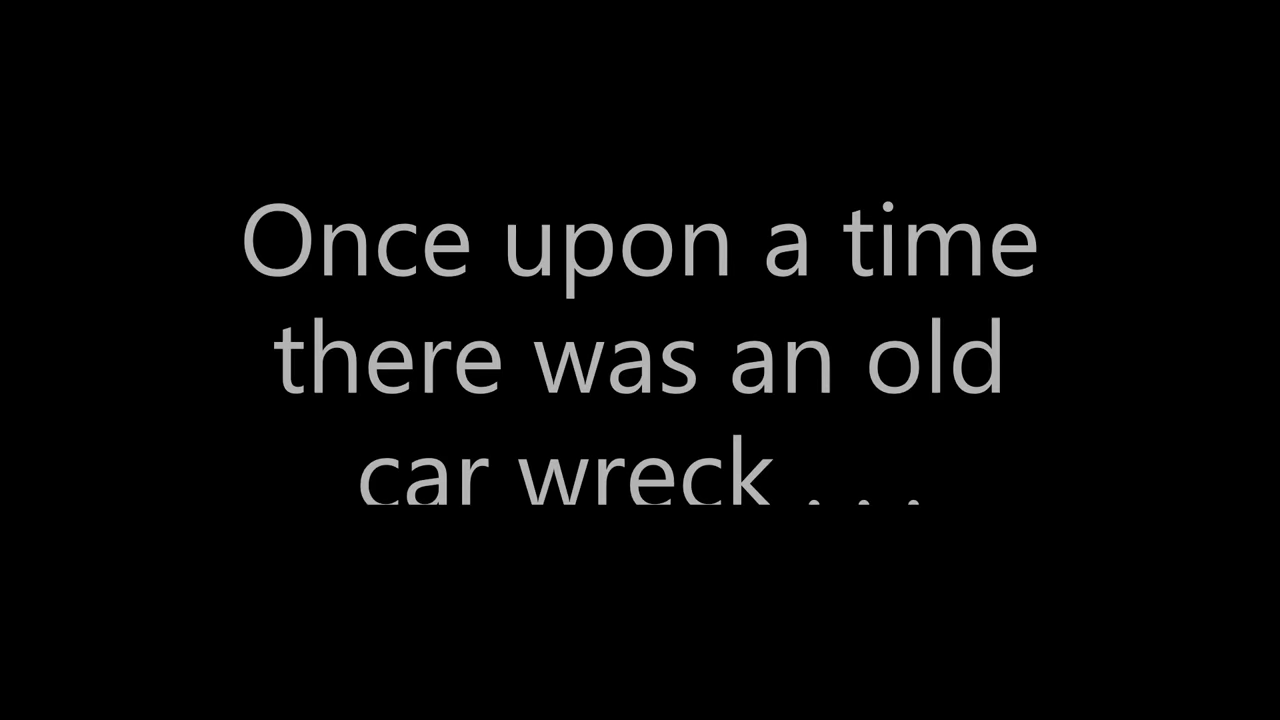 Once upon a time
there was an old
car wreck . . .